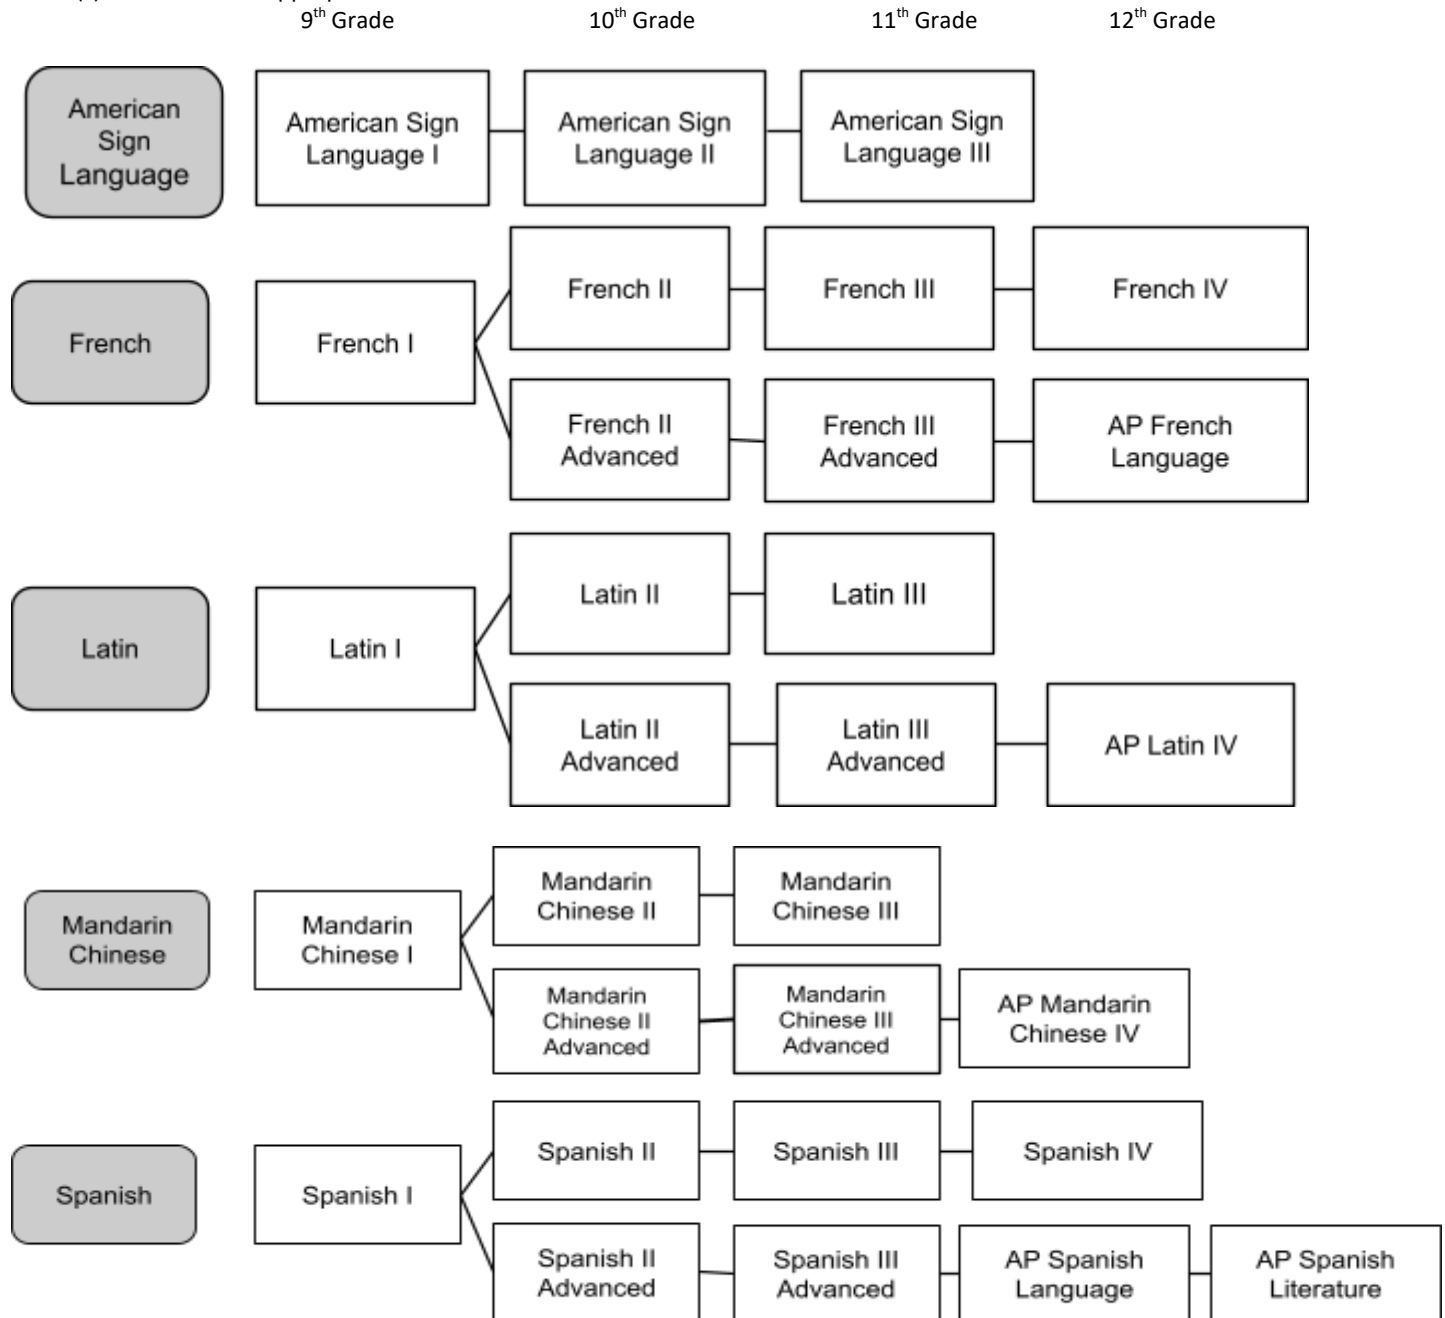 9th Grade
10th Grade
11th Grade
12th Grade
American
Sign
Language
American Sign
Language I
American Sign
Language II
American Sign
Language III
French
French I
French II
French III
French IV
French II
Advanced
French III
Advanced
AP French
Language
Latin
Latin I
Latin II
Latin III
Latin II
Advanced
Latin III
Advanced
AP Latin IV
Mandarin
Chinese
Mandarin
Chinese I
Mandarin
Chinese II
Mandarin
Chinese III
Mandarin
Chinese II
Advanced
Mandarin
Chinese III
Advanced
AP Mandarin
Chinese IV
Spanish
Spanish I
Spanish II
Spanish III
Spanish IV
Spanish II
Advanced
Spanish III
Advanced
AP Spanish
Language
AP Spanish
Literature